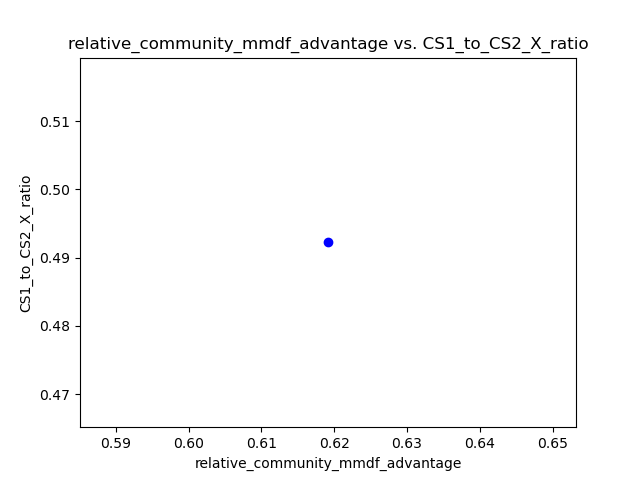 relative_community_mmdf_advantage vs. CS1_to_CS2_X_ratio
0.51
0.50
0.49
0.48
0.47
CS1_to_CS2_X_ratio
0.59 0.60 0.61 0.62 0.63 0.64 0.65
relative_community_mmdf_advantage